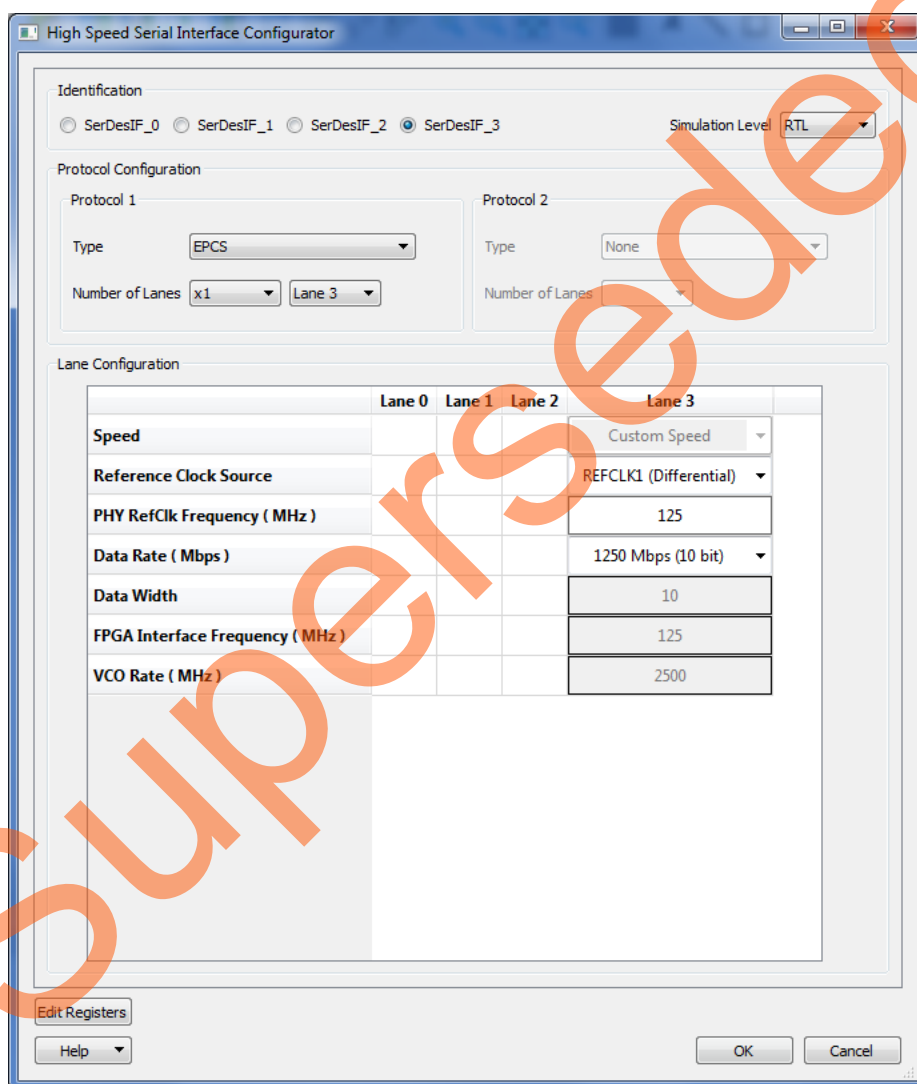 High Speed Serial Interface Configurator
Identification
SerDesIF_0 SerDesIF_1 SerDesIF_2 SerDesIF_3 Simulation Level RTL
Protocol Configuration
Protocol 1 Protocol 2
Type EPCS Type None
Number of Lanes x1 Lane 3 Number of Lanes
Lane Configuration
Lane 0 Lane 1 Lane 2 Lane 3
Speed Custom Speed
Reference Clock Source REFCLK1 (Differential)
PHY RefClk Frequency ( MHz ) 125
Data Rate ( Mbps ) 1250 Mbps (10 bit)
Data Width 10
FPGA Interface Frequency ( MHz ) 125
VCO Rate ( MHz ) 2500
Edit Registers
Help OK Cancel
Superseded